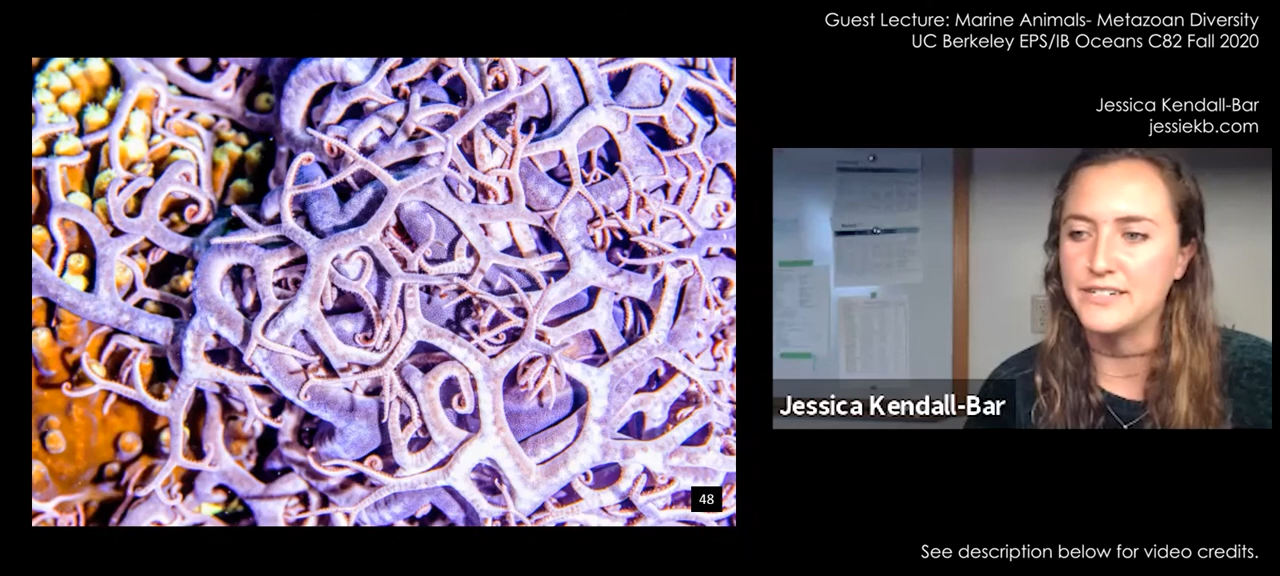 Guest Lecture: Marine Animals- Metazoan Diversity
UC Berkeley EPS/IB Oceans C82 Fall 2020
Jessica Kendall-Bar
jessiekb.com
Jessica Kendall-Bar
48
See description below for video credits.